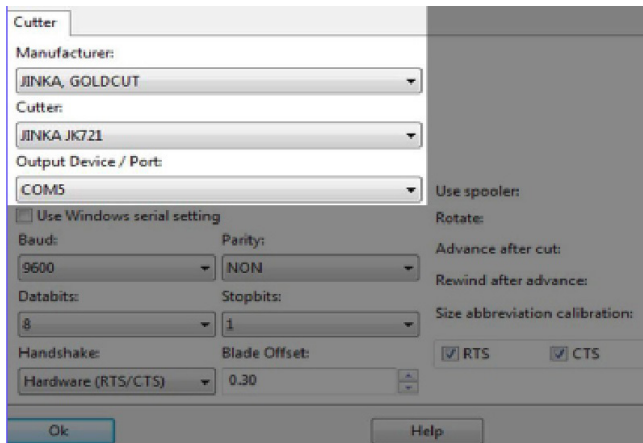 Cutter
Manufacturer:
JINKA, GOLDCUT
Cutter:
JINKA JK721
Output Device / Port:
COM5
Use Windows serial setting
Baud: Parity:
9600 NON
Databits: Stopbits:
8 1
Handshake: Blade Offset:
Hardware (RTS/CTS) 0.30
Use spooler:
Rotate:
Advance after cut:
Rewind after advance:
Size abbreviation calibration:
RTS CTS
Ok Help